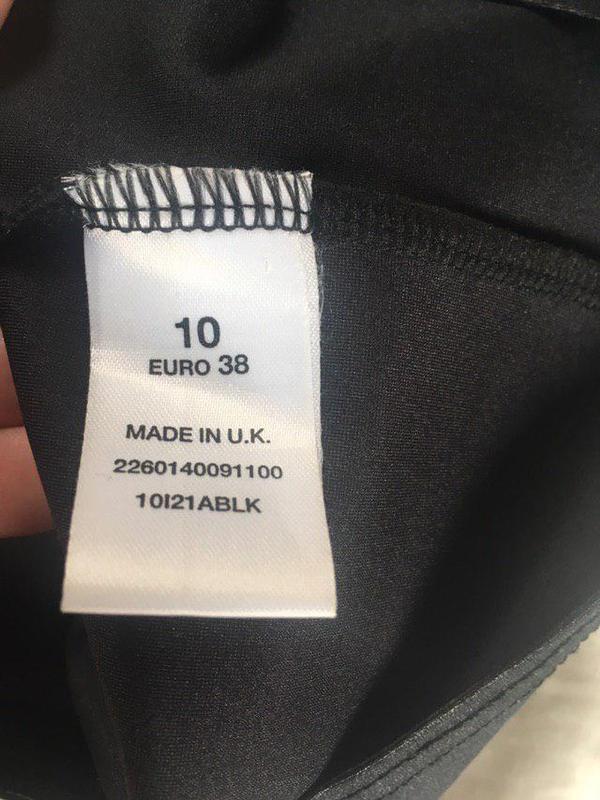 10
EURO 38
MADE IN U.K.
2260140091100
10I21ABLK